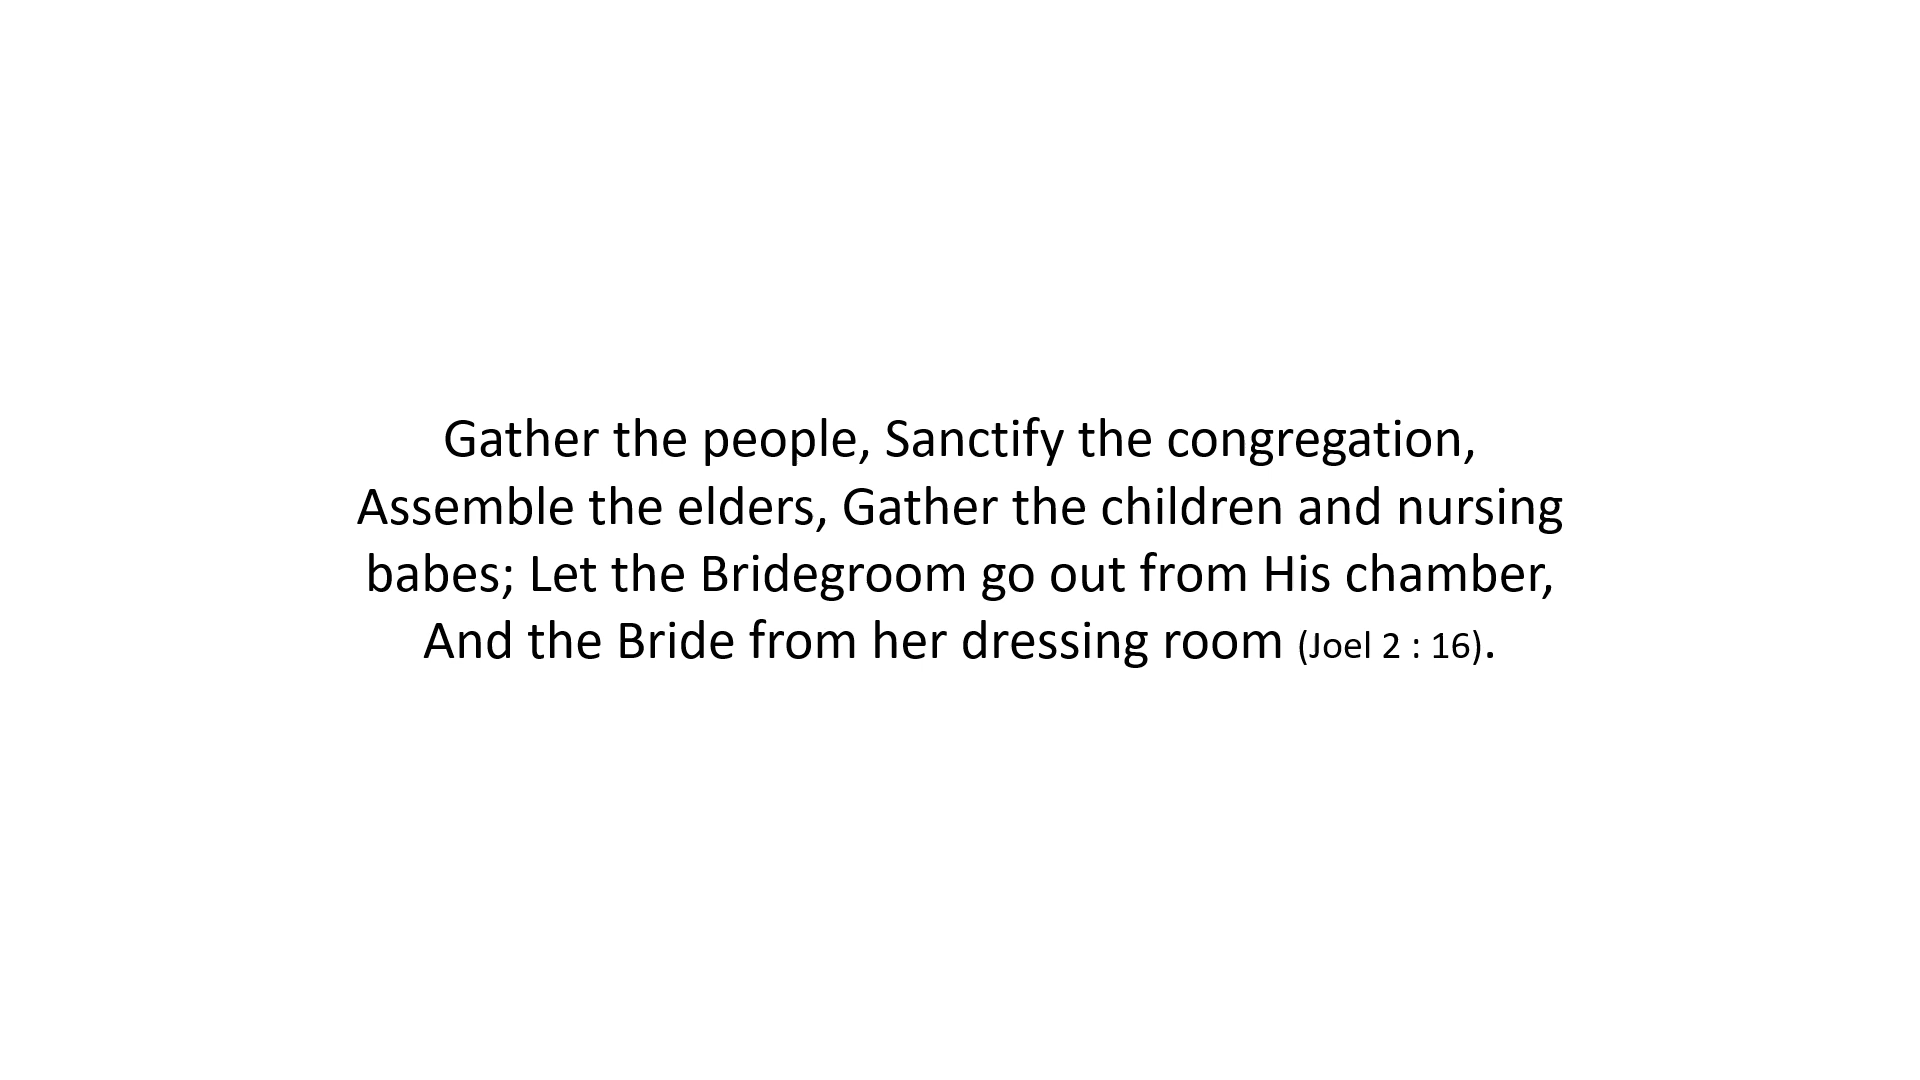 Gather the people, Sanctify the congregation,
Assemble the elders, Gather the children and nursing
babes; Let the Bridegroom go out from His chamber,
And the Bride from her dressing room (Joel 2 : 16).